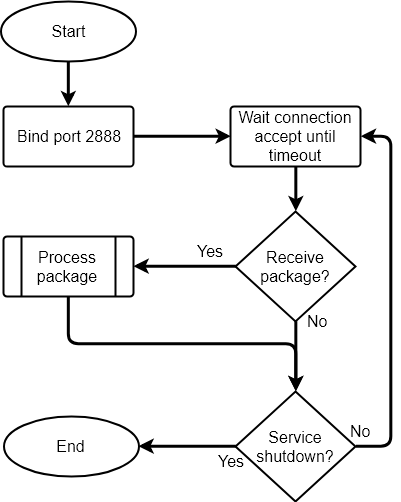 Start
Bind port 2888
Wait connection
accept until
timeout
Receive
package?
Yes
No
Process
package
Service
shutdown?
Yes
No
End